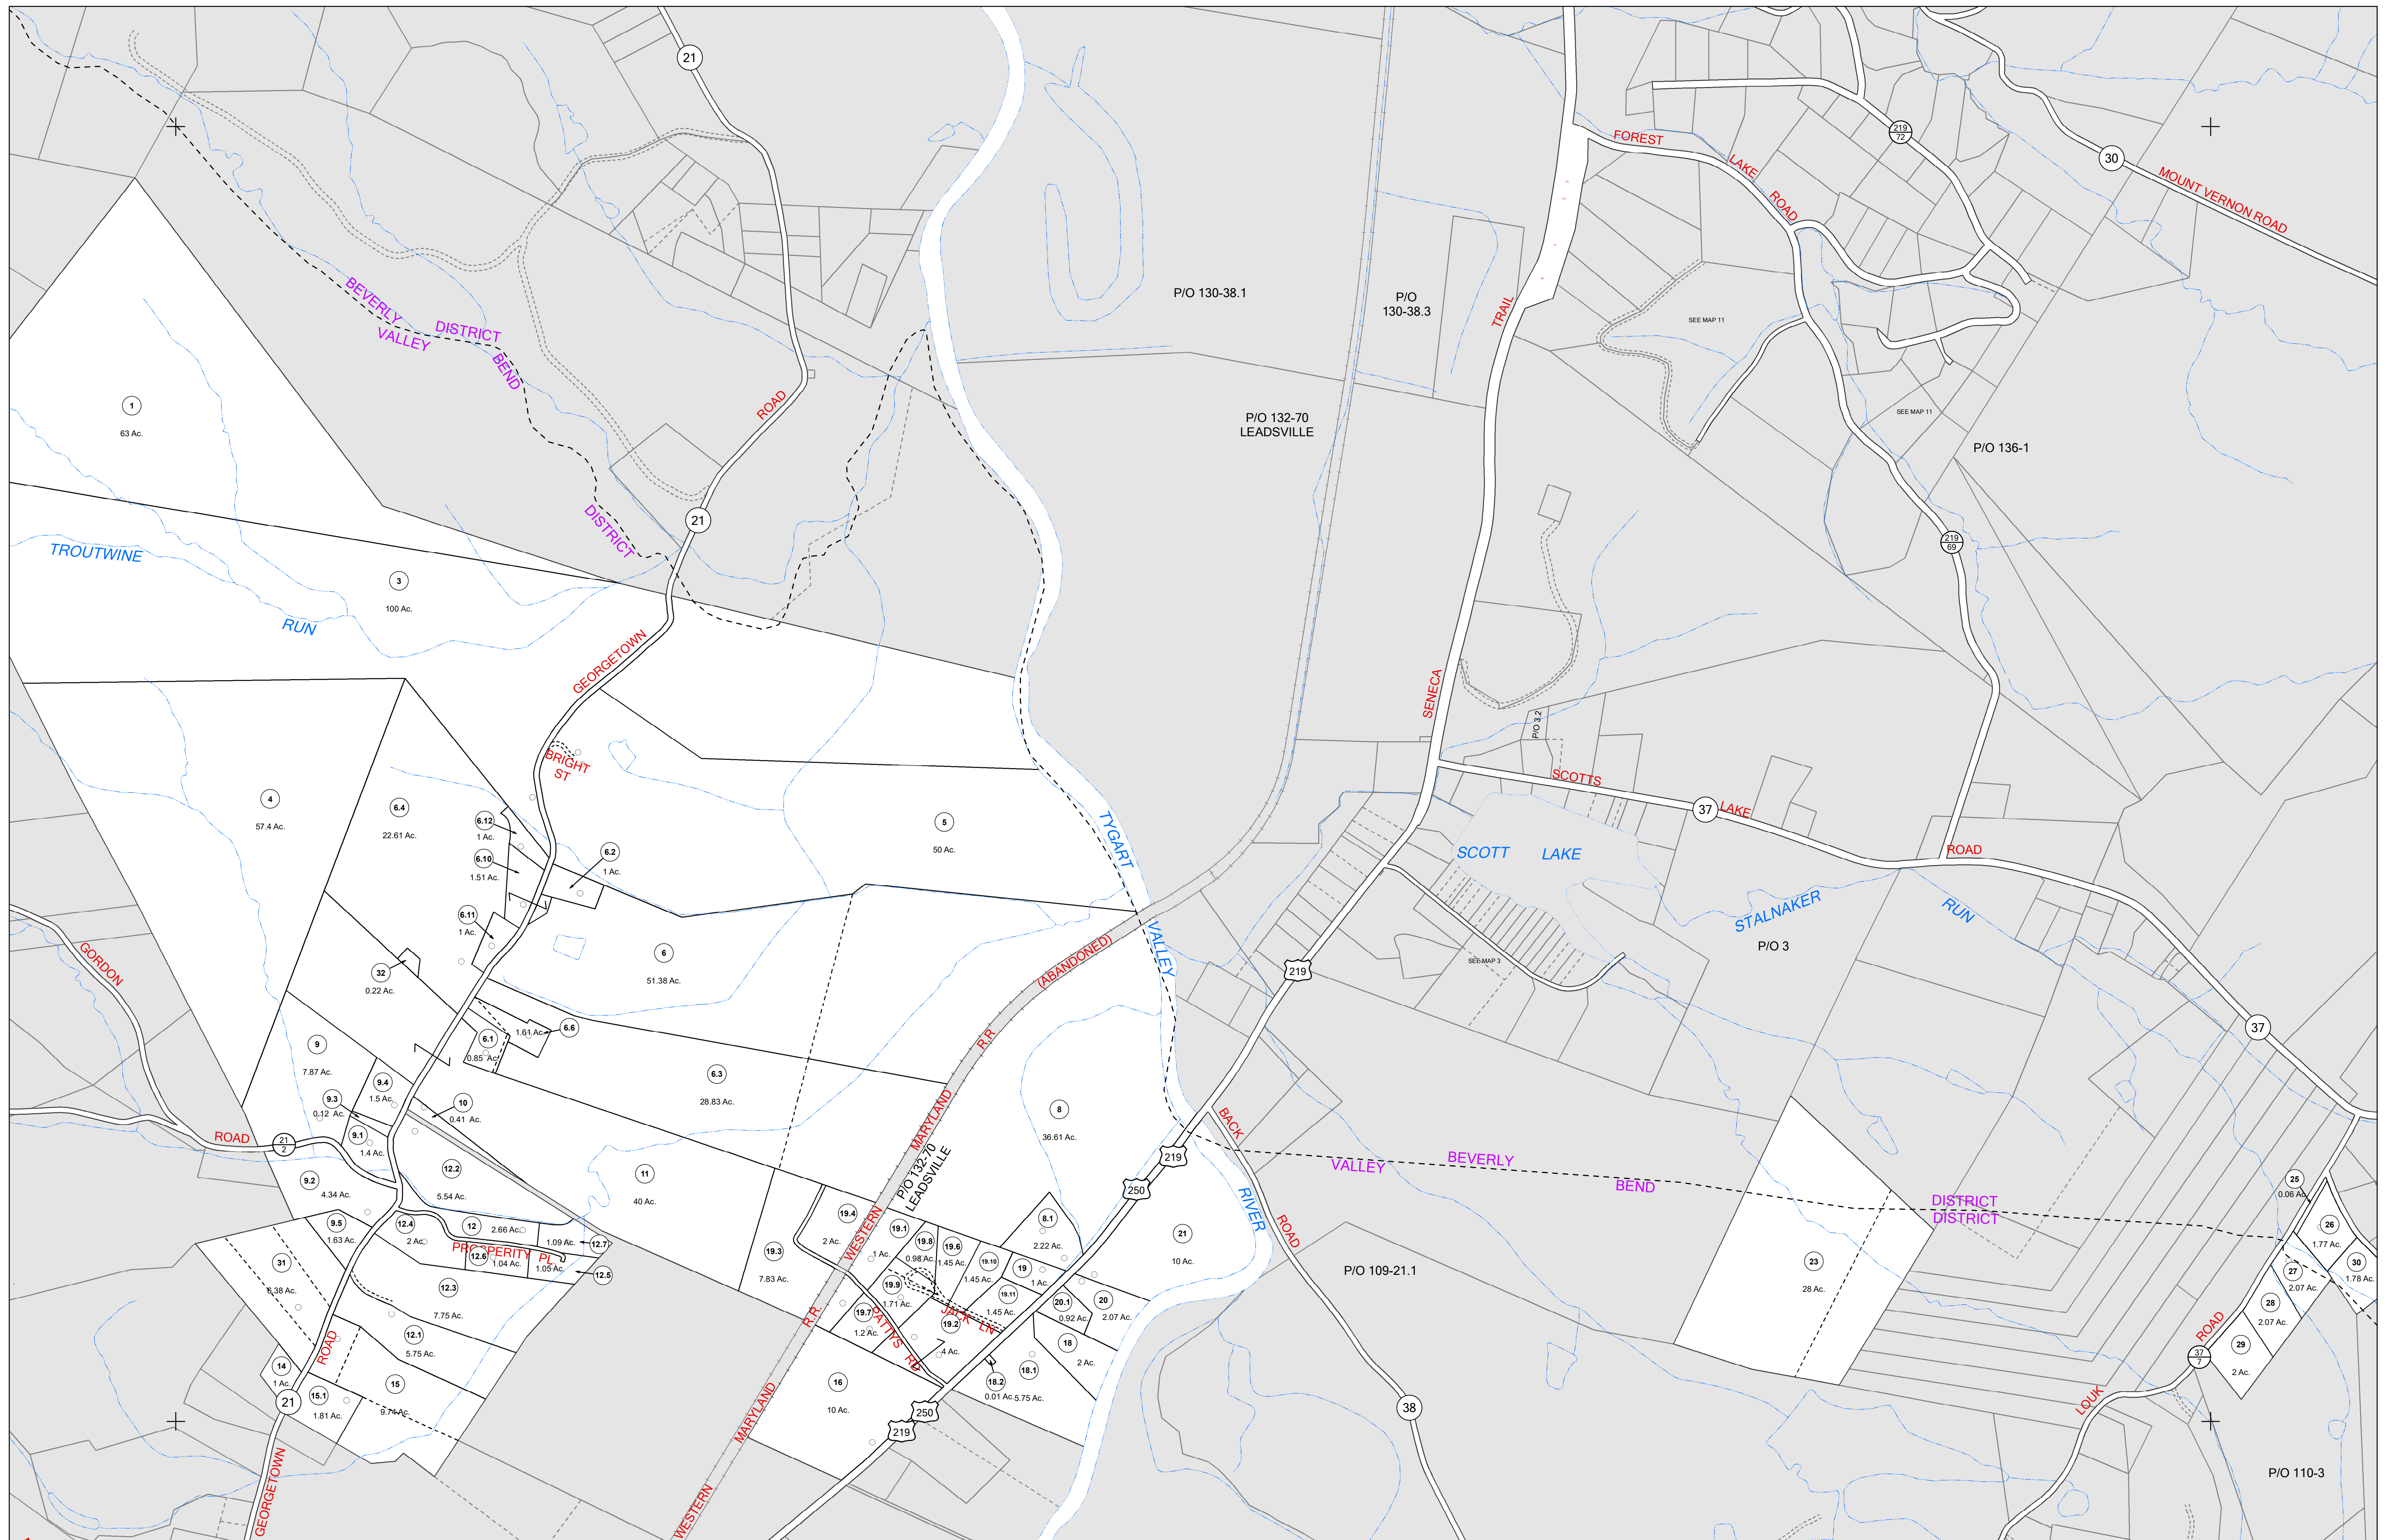 21
219
72
30
MOUNT VERNON ROAD
FOREST
LAKE
ROAD
P/O 130-38.1
P/O
130-38.3
TRAIL
SEE MAP 11
BEVERLY
DISTRICT
VALLEY
BEND
DISTRICT
ROAD
1
63 Ac.
P/O 132-70
LEADSVILLE
SEE MAP 11
P/O 136-1
21
219
69
TROUTWINE
RUN
3
100 Ac.
GEORGETOWN
SENECA
P/O 3.2
BRIGHT
ST
4
57.4 Ac.
6.4
22.61 Ac.
6.12
1 Ac.
6.10
1.51 Ac.
6.2
1 Ac.
5
50 Ac.
TYGART
VALLEY
RIVER
SCOTTS
37
LAKE
ROAD
SCOTT LAKE
STALNAKER
RUN
P/O 3
SEE MAP 3
GORDON
6.11
1 Ac.
32
0.22 Ac.
6
51.38 Ac.
(ABANDONED)
R.R
219
37
6.1
0.85 Ac.
1.61 Ac.
6.6
9
7.87 Ac.
9.4
1.5 Ac.
9.3
0.12 Ac.
9.1
1.4 Ac.
10
0.41 Ac.
6.3
28.83 Ac.
MARYLAND
8
36.61 Ac.
BACK
ROAD
ROAD
21
2
219
250
VALLEY
BEVERLY
BEND
DISTRICT
DISTRICT
9.2
4.34 Ac.
12.2
5.54 Ac.
11
40 Ac.
P/O 132-70
LEADSVILLE
WESTERN
9.5
1.63 Ac.
12.4
2 Ac.
12
2.66 Ac.
1.09 Ac.
12.7
PROSPERITY PL
12.6
1.04 Ac.
1.05 Ac.
12.5
31
6.38 Ac.
12.3
7.75 Ac.
12.1
5.75 Ac.
ROAD
14
1 Ac.
15
9.74 Ac.
15.1
1.81 Ac.
21
GEORGETOWN
19.3
7.83 Ac.
19.4
2 Ac.
19.1
1 Ac.
19.8
0.98 Ac.
19.6
1.45 Ac.
19.10
1.45 Ac.
19
1 Ac.
8.1
2.22 Ac.
21
10 Ac.
19.9
1.71 Ac.
19.11
1.45 Ac.
20.1
0.92 Ac.
20
2.07 Ac.
19.7
1.2 Ac.
JACK LN
19.2
4 Ac.
PATTYS RD
18
2 Ac.
18.1
5.75 Ac.
18.2
0.01 Ac.
R.R.
MARYLAND
WESTERN
16
10 Ac.
250
219
P/O 109-21.1
38
23
28 Ac.
25
0.06 Ac.
26
1.77 Ac.
27
2.07 Ac.
30
1.78 Ac.
28
2.07 Ac.
29
2 Ac.
ROAD
37
7
LOUK
P/O 110-3